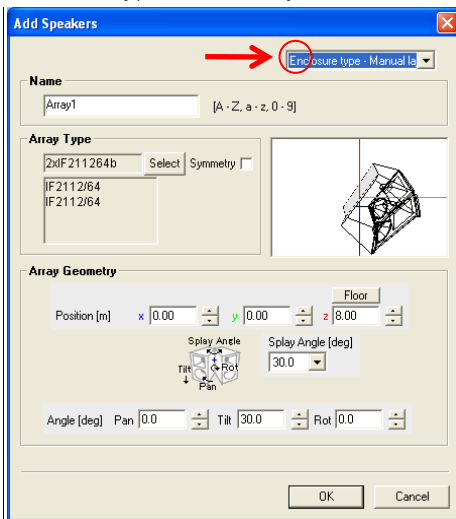 Add Speakers
Enclosure type - Manual la
Name
Array1 [A - Z, a - z, 0 - 9]
Array Type
2xIF211264b Select Symmetry
IF2112/64
IF2112/64
Array Geometry
Floor
Position [m] x 0.00 y 0.00 z 8.00
Splay Angle Splay Angle [deg]
30.0
Tilt Rot
Pan
Angle [deg] Pan 0.0 Tilt 30.0 Rot 0.0
OK Cancel